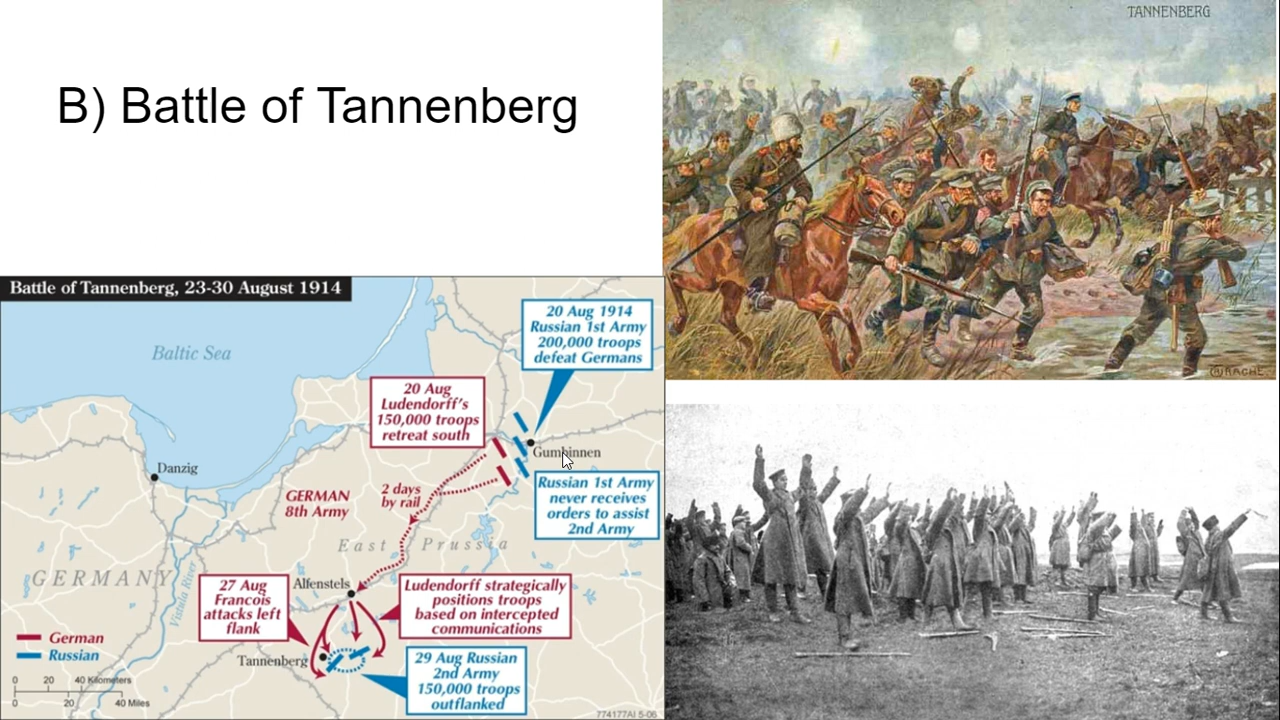 B) Battle of Tannenberg
TANNENBERG
RACHE.
Battle of Tannenberg, 23-30 August 1914
Baltic Sea
20 Aug 1914
Russian 1st Army
200,000 troops
defeat Germans
20 Aug
Ludendorff's
150,000 troops
retreat south
Gumbinnen
Danzig
2 days
by rail
GERMAN
8th Army
Russian 1st Army
never receives
orders to assist
2nd Army
East Prussia
GERMANY
Vistula River
27 Aug
Francois
attacks left
flank
Allenstels
Ludendorff strategically
positions troops
based on intercepted
communications
German
Russian
Tannenberg
29 Aug Russian
2nd Army
150,000 troops
outflanked
0 20 40 Kilometers
0 20 40 Miles
774177AI 5-06